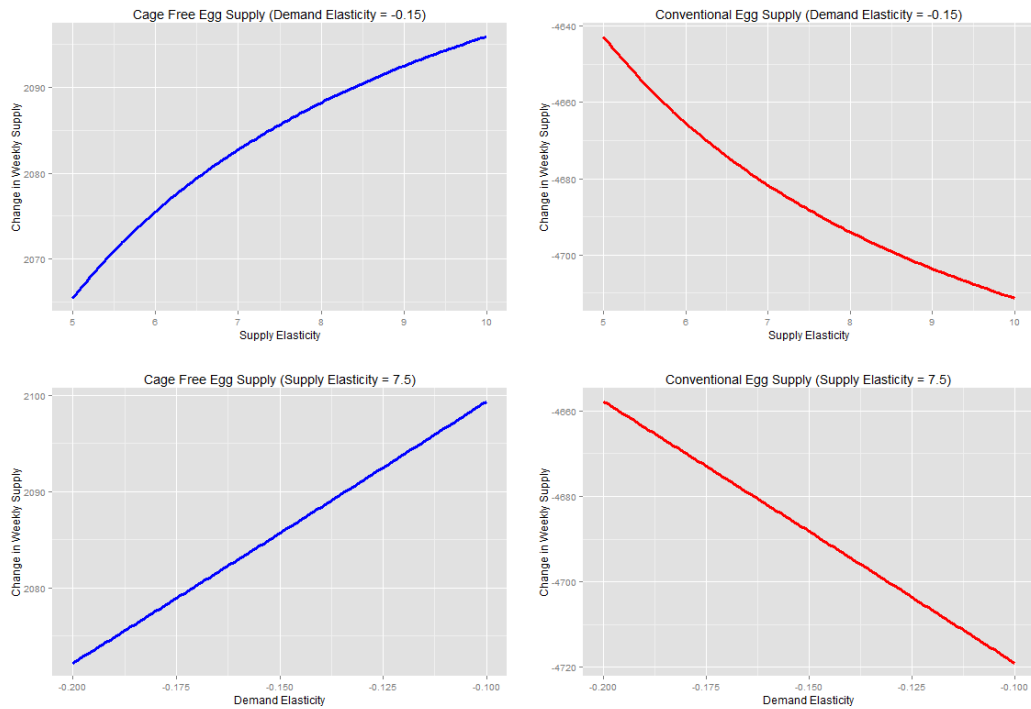 Cage Free Egg Supply (Demand Elasticity = -0.15)
Change in Weekly Supply
2090
2080
2070
5 6 7 8 9 10
Supply Elasticity
Conventional Egg Supply (Demand Elasticity = -0.15)
Change in Weekly Supply
-4640
-4660
-4680
-4700
5 6 7 8 9 10
Supply Elasticity
Cage Free Egg Supply (Supply Elasticity = 7.5)
Change in Weekly Supply
2100
2090
2080
-0.200 -0.175 -0.150 -0.125 -0.100
Demand Elasticity
Conventional Egg Supply (Supply Elasticity = 7.5)
Change in Weekly Supply
-4660
-4680
-4700
-4720
-0.200 -0.175 -0.150 -0.125 -0.100
Demand Elasticity